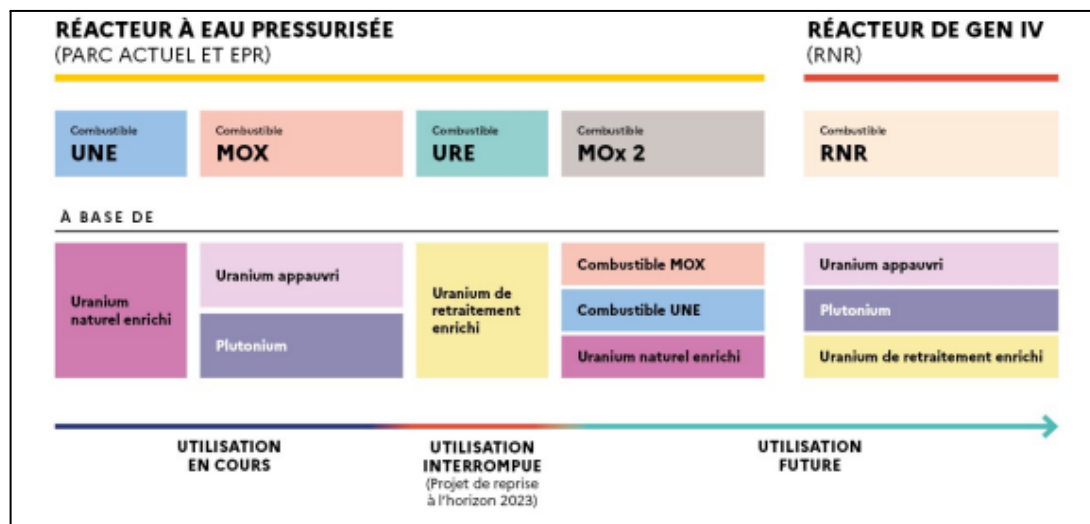 RÉACTEUR À EAU PRESSURISÉE
(PARC ACTUEL ET EPR)
RÉACTEUR DE GEN IV
(RNR)
Combustible
UNE
Combustible
MOX
Combustible
URE
Combustible
MOx 2
Combustible
RNR
À BASE DE
Uranium
naturel enrichi
Uranium appauvri
Plutonium
Uranium de
retraitement
enrichi
Combustible MOX
Combustible UNE
Uranium naturel enrichi
Uranium appauvri
Plutonium
Uranium de retraitement enrichi
UTILISATION
EN COURS
UTILISATION
INTERROMPUE
(Projet de reprise
à l'horizon 2023)
UTILISATION
FUTURE